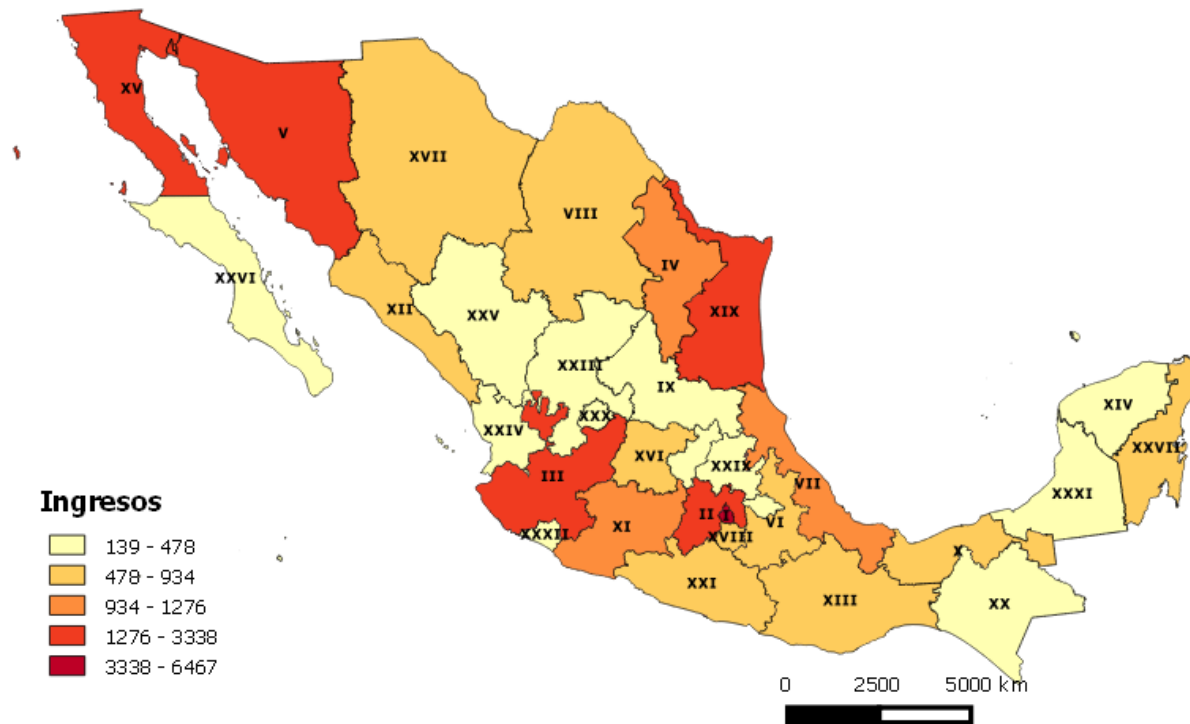 XV
V
XVII
VIII
XXVI
IV
XII
XXV
XIX
XXIII
IX
XXX
XXIV
XIV
XVI
XXIX
XXVII
III
VII
XXXI
XXXII
XI
II
I
VI
XVIII
X
XXI
XIII
XX
Ingresos
139 - 478
478 - 934
934 - 1276
1276 - 3338
3338 - 6467
0 2500 5000 km